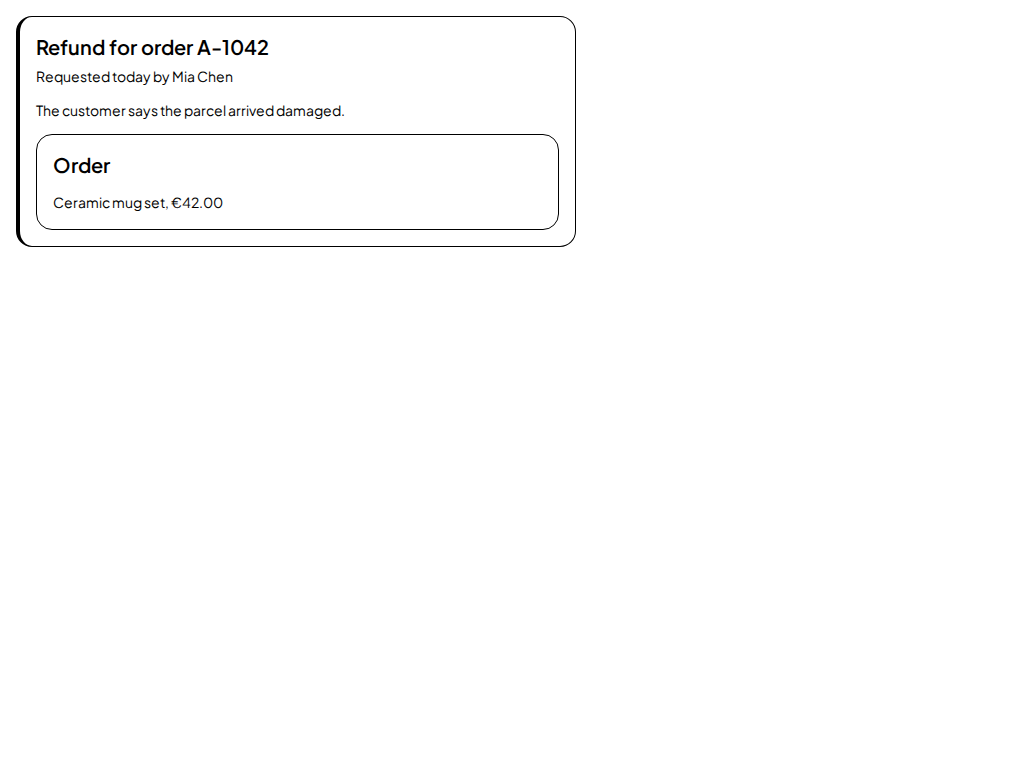 Refund for order A-1042
Requested today by Mia Chen
The customer says the parcel arrived damaged.
Order
Ceramic mug set, €42.00